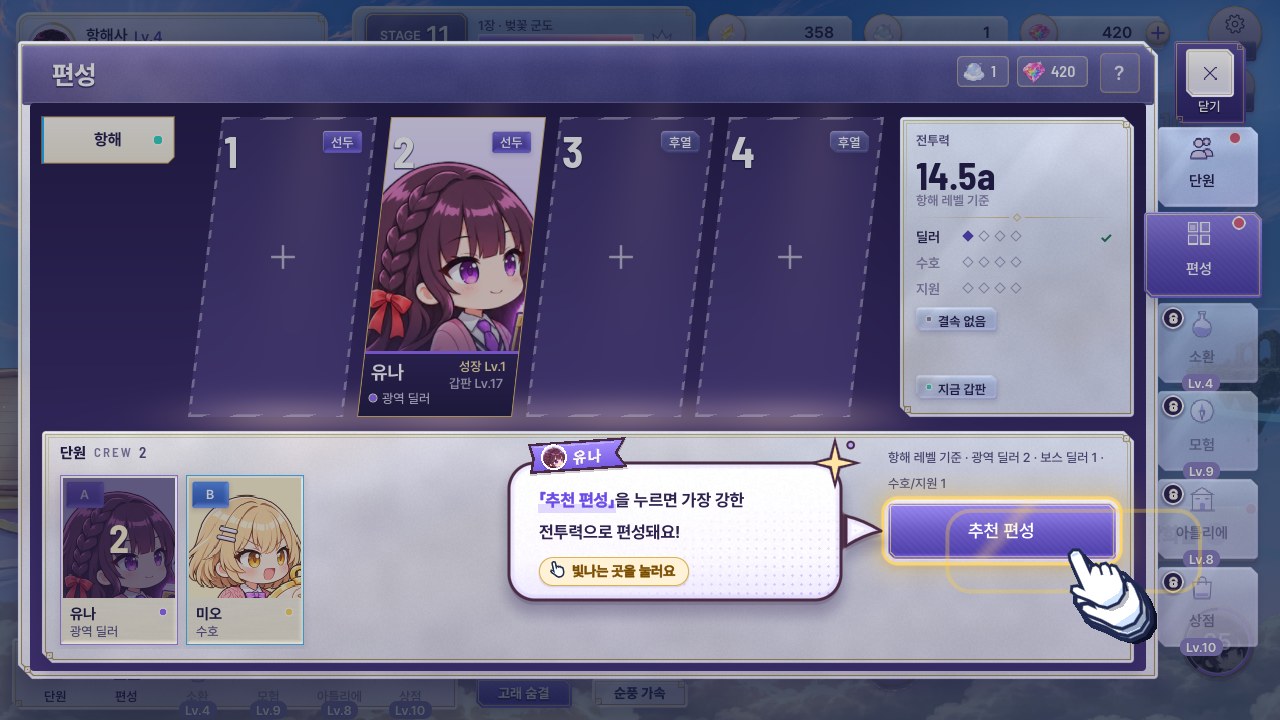 항해사 Lv.4
STAGE 11
1장 · 벚꽃 군도
358
1
420
편성
1
420
?
닫기
항해
1
선두
2
선두
3
후열
4
후열
유나
성장 Lv.1
갑판 Lv.17
광역 딜러
전투력
14.5a
항해 레벨 기준
딜러
수호
지원
결속 없음
지금 갑판
단원
편성
소환
Lv.4
모험
Lv.9
아틀리에
Lv.8
상점
Lv.10
단원 CREW 2
A
2
유나
광역 딜러
B
미오
수호
유나
「추천 편성」을 누르면 가장 강한
전투력으로 편성돼요!
빛나는 곳을 눌러요
항해 레벨 기준 · 광역 딜러 2 · 보스 딜러 1 ·
수호/지원 1
추천 편성
단원
편성
소환
Lv.4
모험
Lv.9
아틀리에
Lv.8
상점
Lv.10
고래 숨결
순풍 가속